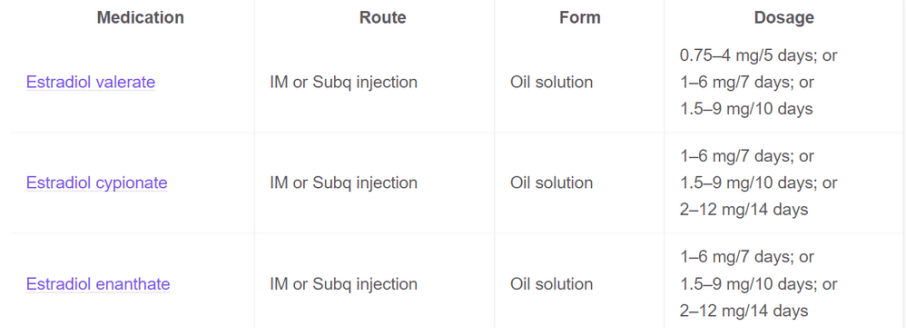 Medication Route Form Dosage
Estradiol valerate IM or Subq injection Oil solution 0.75–4 mg/5 days; or
1–6 mg/7 days; or
1.5–9 mg/10 days
Estradiol cypionate IM or Subq injection Oil solution 1–6 mg/7 days; or
1.5–9 mg/10 days; or
2–12 mg/14 days
Estradiol enanthate IM or Subq injection Oil solution 1–6 mg/7 days; or
1.5–9 mg/10 days; or
2–12 mg/14 days